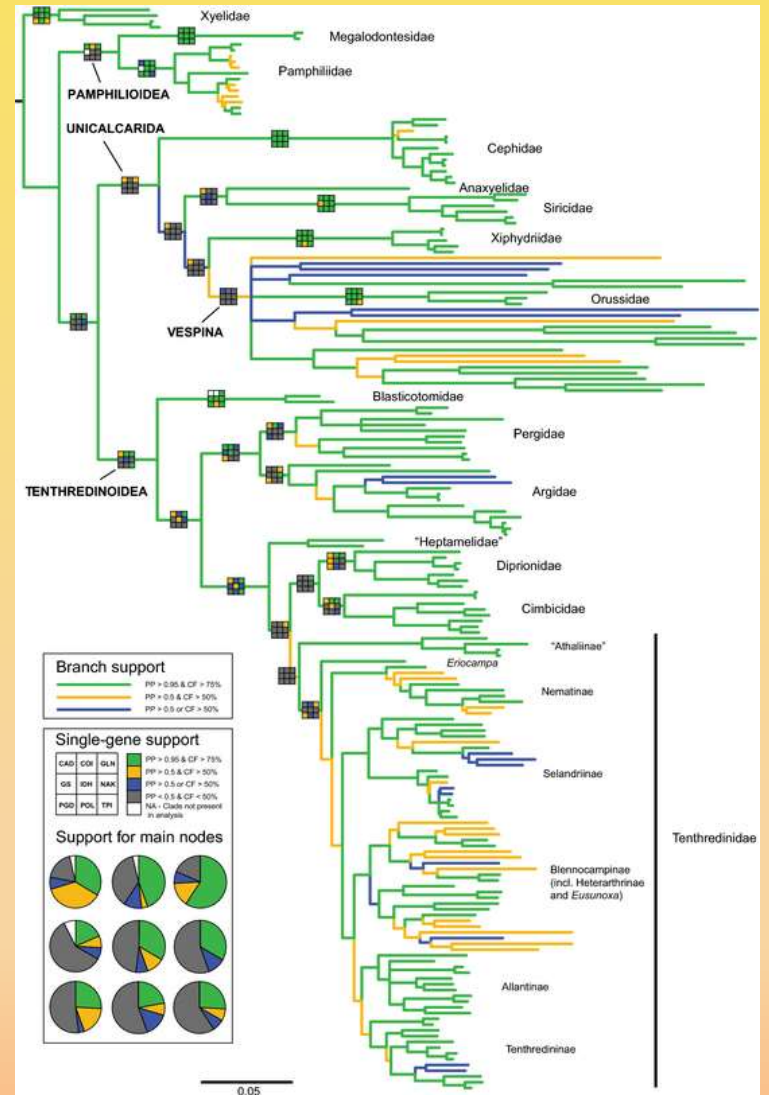 Xyelidae
Megalodontesidae
Pamphiliidae
PAMPHILIOIDEA
UNICALCARIDA
Cephidae
Anaxyelidae
Siricidae
Xiphydriidae
Orussidae
VESPINA
Blasticotomidae
Pergidae
TENTHREDINOIDEA
Argidae
"Heptamelidae"
Diprionidae
Cimbicidae
"Athaliinae"
Eriocampa
Nematinae
Selandriinae
Tenthredinidae
Blennocampinae
(incl. Heterarthrinae
and Eusunoxa)
Allantinae
Tenthredininae
Branch support
PP > 0.95 & CF > 75%
PP > 0.5 & CF > 50%
PP > 0.5 or CF > 50%
Single-gene support
CAD COI GLN
GS IDH NAK
PGD POL TPI
PP > 0.95 & CF > 75%
PP > 0.5 & CF > 50%
PP > 0.5 or CF > 50%
PP < 0.5 & CF < 50%
NA - Clade not present
in analysis
Support for main nodes
0.05